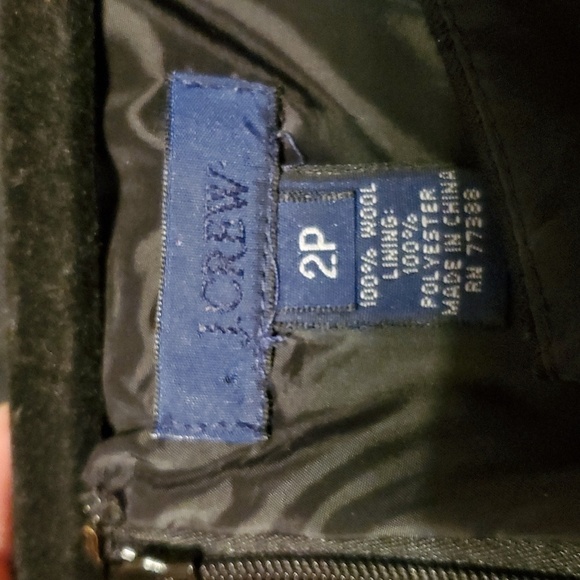 J.CREW
2P
100% WOOL
LINING:
100%
POLYESTER
MADE IN CHINA
RN 77388